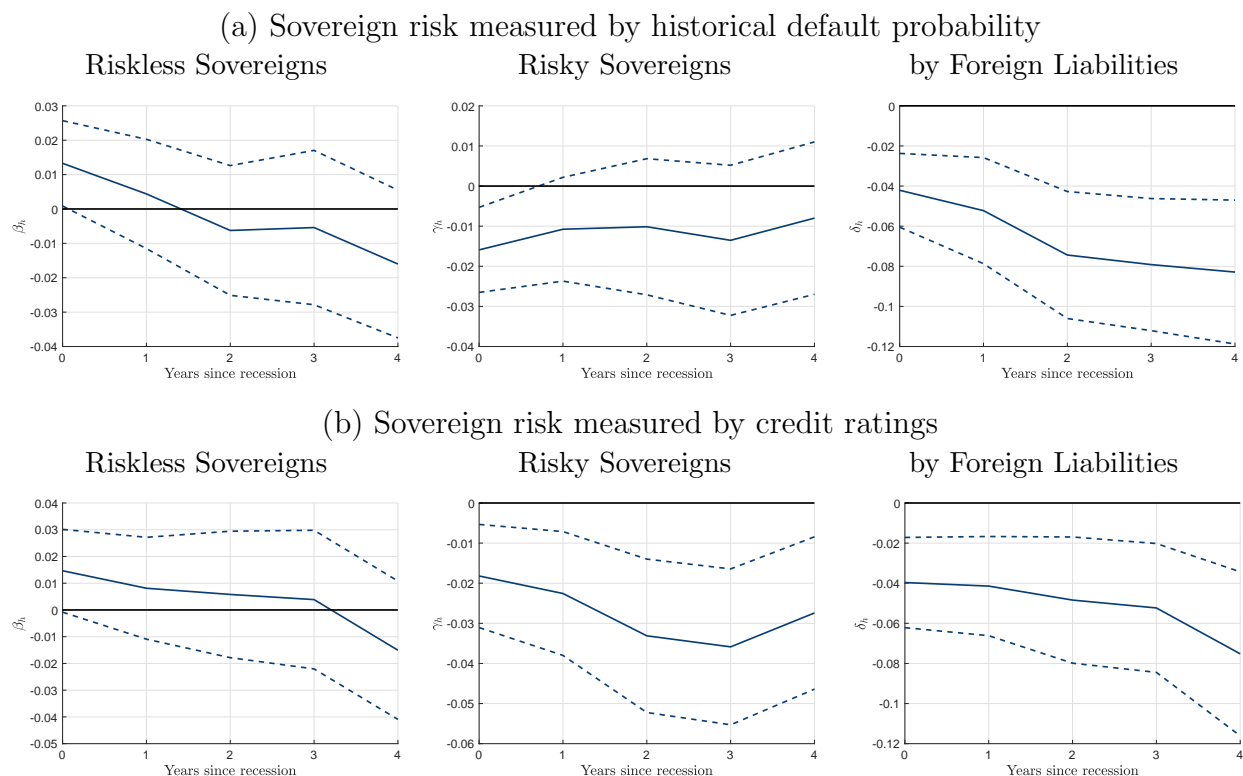 (a) Sovereign risk measured by historical default probability
Riskless Sovereigns
0.03
0.02
0.01
0
-0.01
-0.02
-0.03
-0.04
βh
0 1 2 3 4
Years since recession
Risky Sovereigns
0.02
0.01
0
-0.01
-0.02
-0.03
-0.04
γh
0 1 2 3 4
Years since recession
by Foreign Liabilities
0
-0.02
-0.04
-0.06
-0.08
-0.1
-0.12
δh
0 1 2 3 4
Years since recession
(b) Sovereign risk measured by credit ratings
Riskless Sovereigns
0.04
0.03
0.02
0.01
0
-0.01
-0.02
-0.03
-0.04
-0.05
βh
0 1 2 3 4
Years since recession
Risky Sovereigns
0
-0.01
-0.02
-0.03
-0.04
-0.05
-0.06
γh
0 1 2 3 4
Years since recession
by Foreign Liabilities
0
-0.02
-0.04
-0.06
-0.08
-0.1
-0.12
δh
0 1 2 3 4
Years since recession